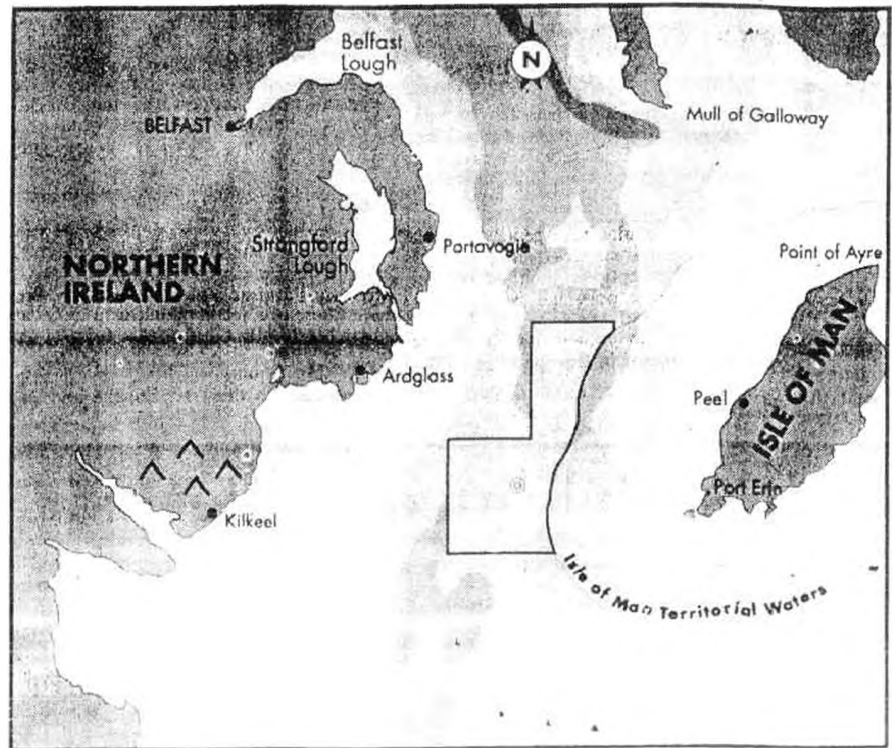 Belfast
Lough
N
BELFAST
Mull of Galloway
Strangford
Lough
Portavogie
Point of Ayre
NORTHERN
IRELAND
ISLE OF MAN
Ardglass
Peel
Port Erin
Kilkeel
Isle of Man Territorial Waters